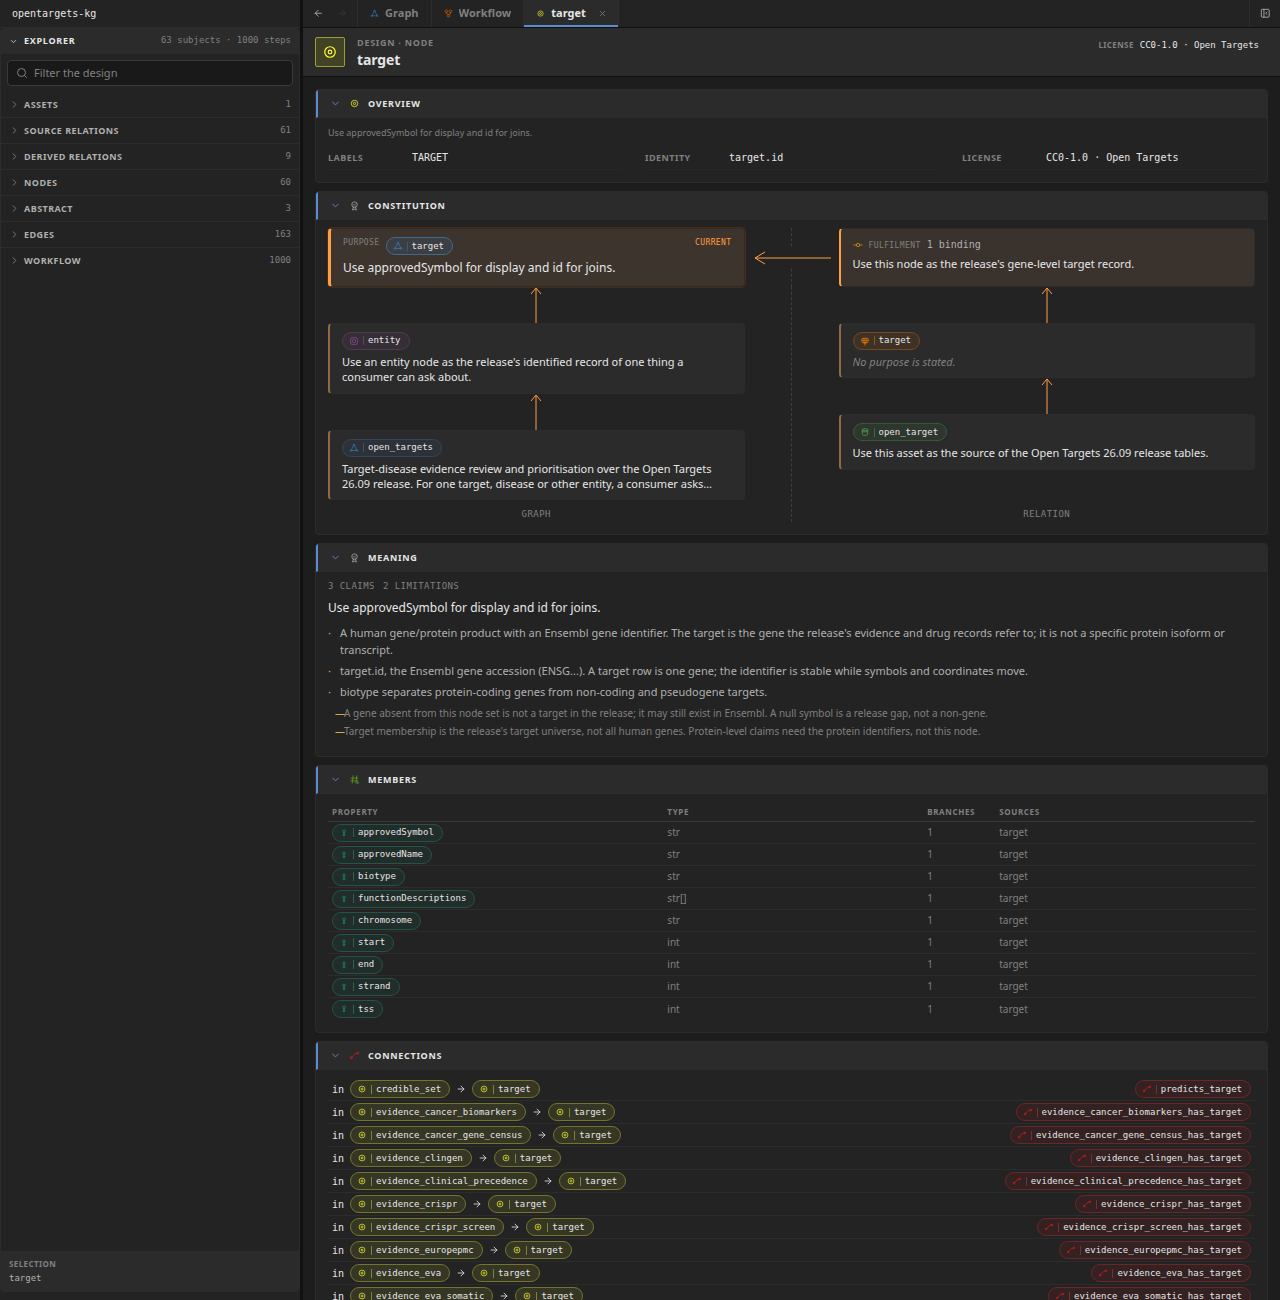 opentargets-kg
EXPLORER 63 subjects · 1000 steps
Filter the design
ASSETS 1
SOURCE RELATIONS 61
DERIVED RELATIONS 9
NODES 60
ABSTRACT 3
EDGES 163
WORKFLOW 1000
SELECTION
target
Graph Workflow target
DESIGN · NODE
target
LICENSE CC0-1.0 · Open Targets
OVERVIEW
Use approvedSymbol for display and id for joins.
LABELS TARGET IDENTITY target.id LICENSE CC0-1.0 · Open Targets
CONSTITUTION
PURPOSE target CURRENT
Use approvedSymbol for display and id for joins.
entity
Use an entity node as the release's identified record of one thing a
consumer can ask about.
open_targets
Target-disease evidence review and prioritisation over the Open Targets
26.09 release. For one target, disease or other entity, a consumer asks...
GRAPH
FULFILMENT 1 binding
Use this node as the release's gene-level target record.
target
No purpose is stated.
open_target
Use this asset as the source of the Open Targets 26.09 release tables.
RELATION
MEANING
3 CLAIMS 2 LIMITATIONS
Use approvedSymbol for display and id for joins.
· A human gene/protein product with an Ensembl gene identifier. The target is the gene the release's evidence and drug records refer to; it is not a specific protein isoform or
transcript.
· target.id, the Ensembl gene accession (ENSG...). A target row is one gene; the identifier is stable while symbols and coordinates move.
· biotype separates protein-coding genes from non-coding and pseudogene targets.
—A gene absent from this node set is not a target in the release; it may still exist in Ensembl. A null symbol is a release gap, not a non-gene.
—Target membership is the release's target universe, not all human genes. Protein-level claims need the protein identifiers, not this node.
MEMBERS
PROPERTY TYPE BRANCHES SOURCES
approvedSymbol str 1 target
approvedName str 1 target
biotype str 1 target
functionDescriptions str[] 1 target
chromosome str 1 target
start int 1 target
end int 1 target
strand int 1 target
tss int 1 target
CONNECTIONS
in credible_set → target predicts_target
in evidence_cancer_biomarkers → target evidence_cancer_biomarkers_has_target
in evidence_cancer_gene_census → target evidence_cancer_gene_census_has_target
in evidence_clingen → target evidence_clingen_has_target
in evidence_clinical_precedence → target evidence_clinical_precedence_has_target
in evidence_crispr → target evidence_crispr_has_target
in evidence_crispr_screen → target evidence_crispr_screen_has_target
in evidence_europepmc → target evidence_europepmc_has_target
in evidence_eva → target evidence_eva_has_target
in evidence_eva_somatic → target evidence_eva_somatic_has_target